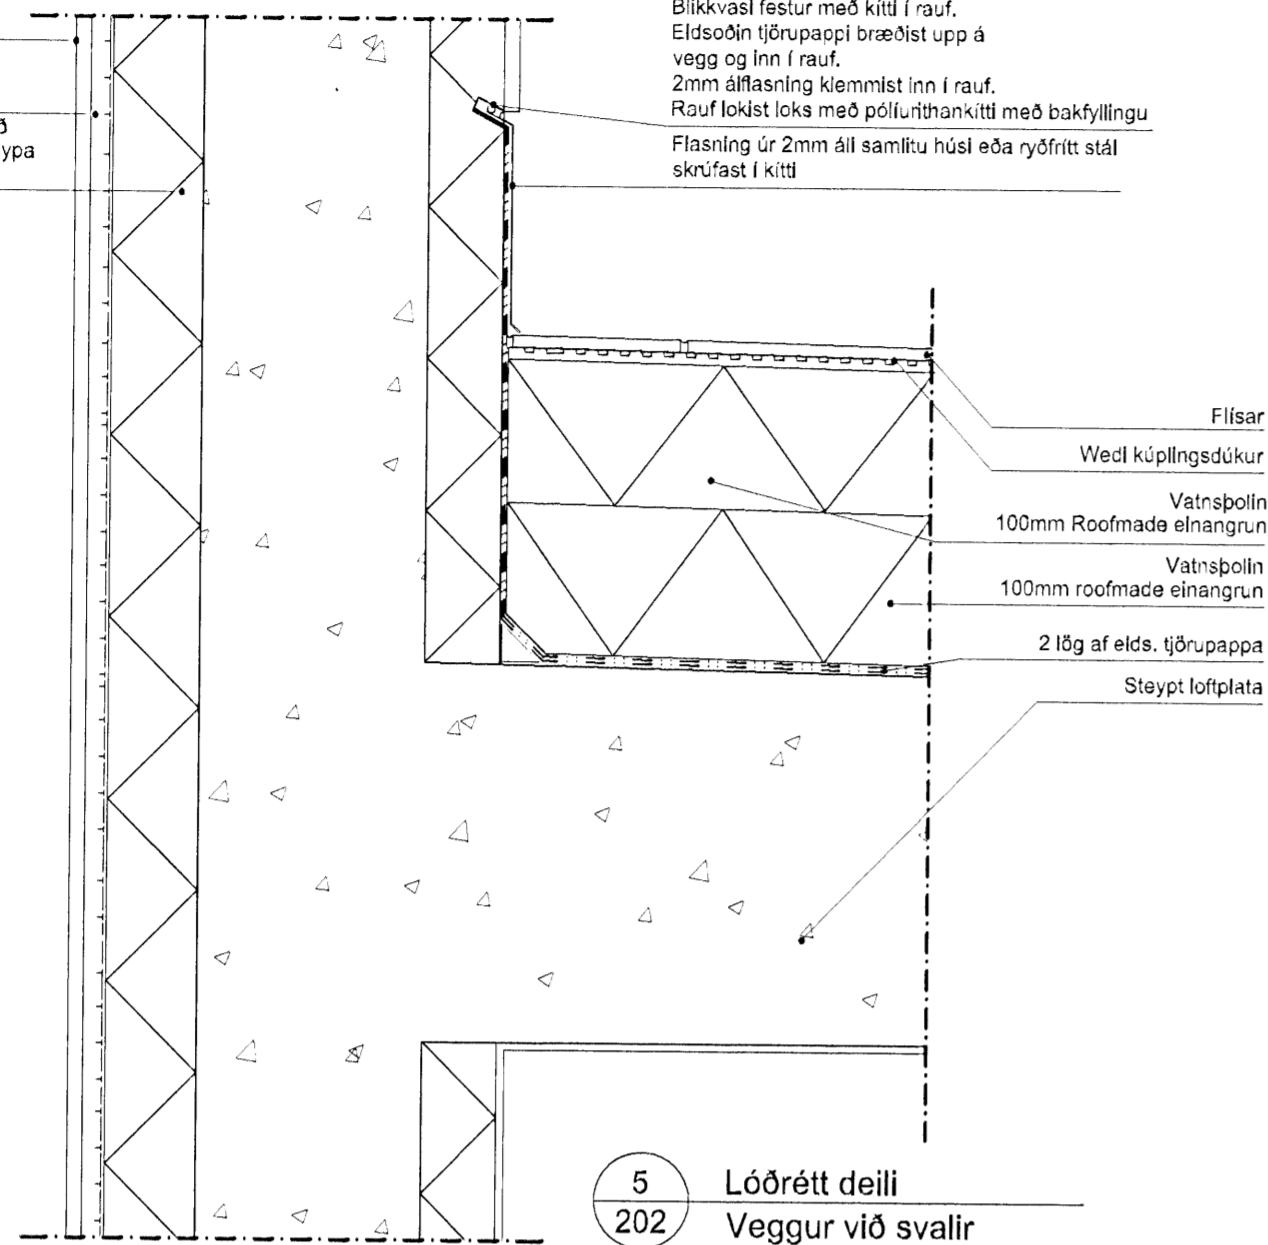 Blikkvasi festur með kítti í rauf.
Eldsoðin tjörupappi bræðist upp á
vegg og inn í rauf.
2mm álflasning klemmist inn í rauf.
Rauf lokist loks með pólíurithankítti með bakfyllingu
Flasning úr 2mm áli samlitu húsi eða ryðfrítt stál
skrúfast í kítti
ð
ypa
Flísar
Wedi kúplingsdúkur
Vatnsþolin
100mm Roofmade einangrun
Vatnsþolin
100mm roofmade einangrun
2 lög af elds. tjörupappa
Steypt loftplata
5
202
Lóðrétt deili
Veggur við svalir